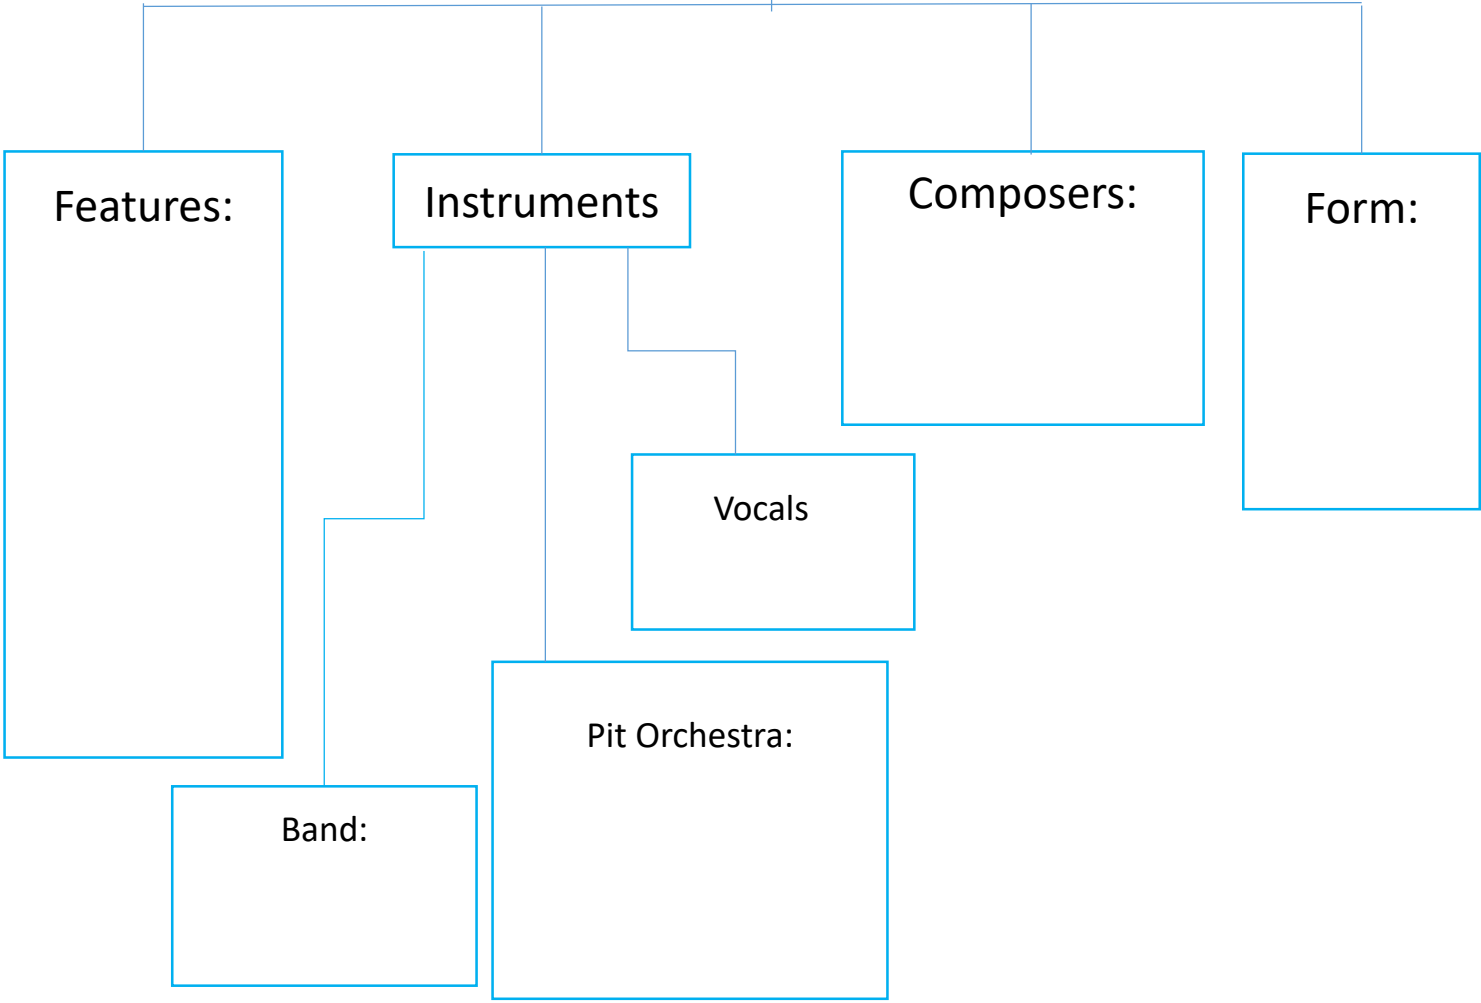 Features:
Instruments
Composers:
Form:
Vocals
Pit Orchestra:
Band: